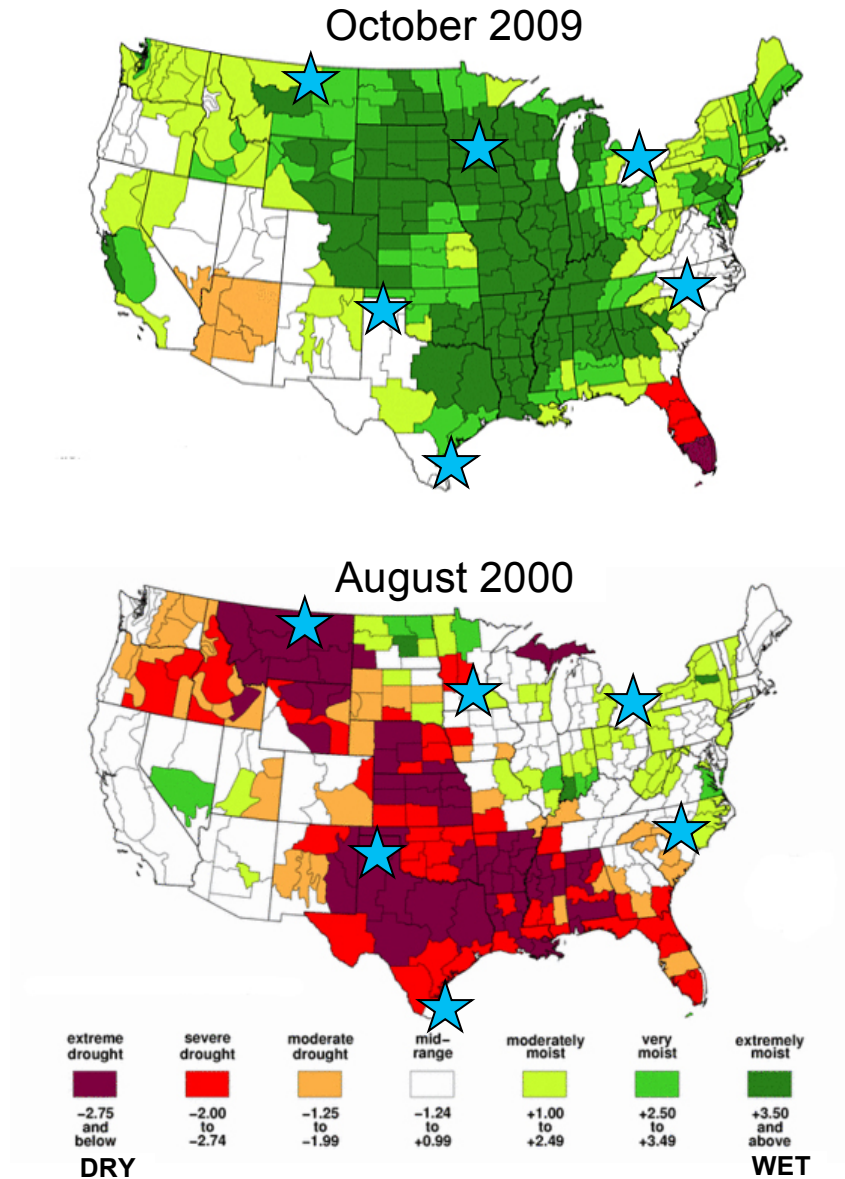 October 2009
August 2000
extreme drought
severe drought
moderate drought
mid-range
moderately moist
very moist
extremely moist
−2.75 and below
−2.00 to −2.74
−1.25 to −1.99
−1.24 to +0.99
+1.00 to +2.49
+2.50 to +3.49
+3.50 and above
DRY
WET